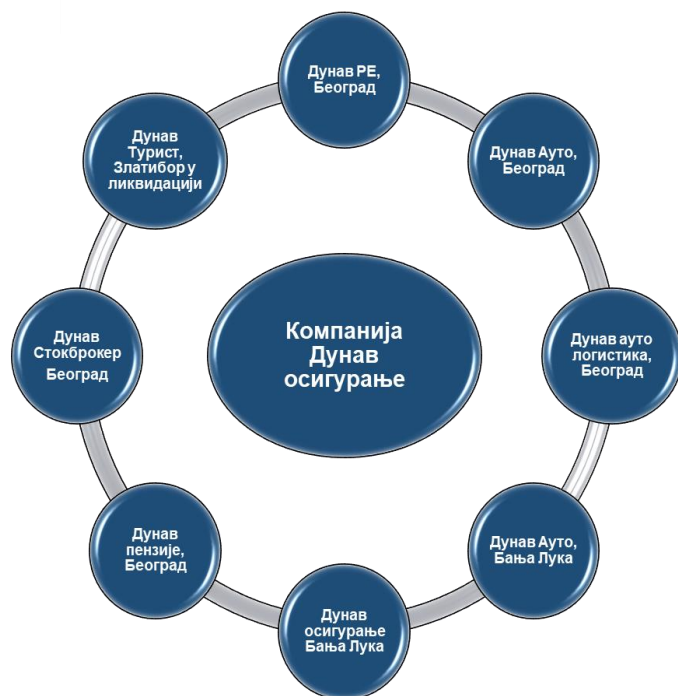 Дунав РЕ,
Београд
Дунав Ауто,
Београд
Дунав ауто
логистика,
Београд
Дунав Ауто,
Бања Лука
Дунав
осигурање
Бања Лука
Дунав
пензије,
Београд
Дунав
Стокброкер
Београд
Дунав
Турист,
Златибор у
ликвидацији
Компанија
Дунав
осигурање